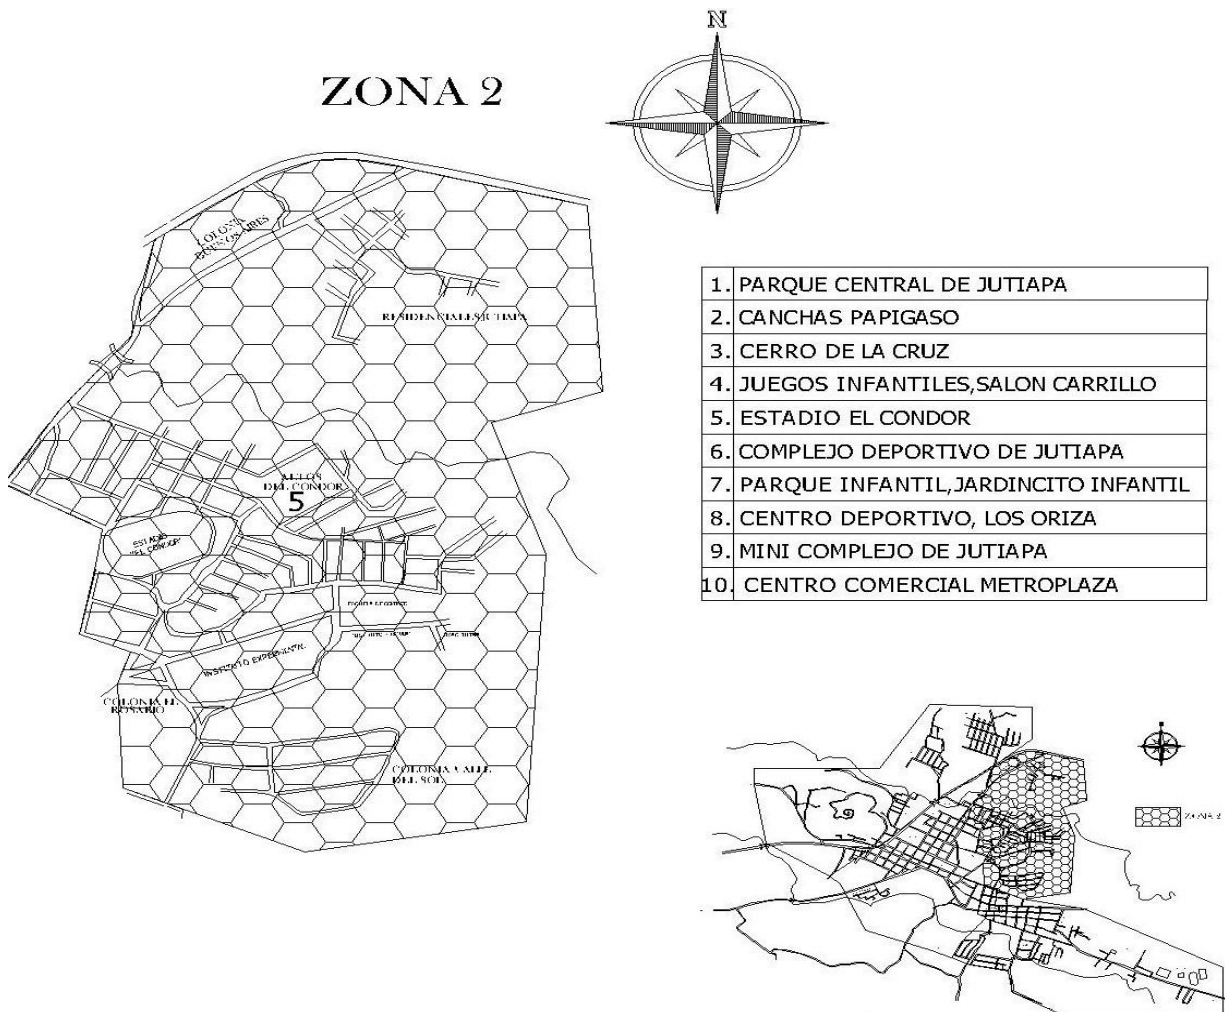 N
ZONA 2
COLONIA
BUENOS AIRES
RESIDENCIALES JUTIAPA
ALTOS
DEL CONDOR
5
ESTADIO
"EL CONDOR"
INSTITUTO EXPERIMENTAL
COLONIA EL
ROSARIO
COLONIA VALLE
DEL SOL
1. PARQUE CENTRAL DE JUTIAPA
2. CANCHAS PAPIGASO
3. CERRO DE LA CRUZ
4. JUEGOS INFANTILES,SALON CARRILLO
5. ESTADIO EL CONDOR
6. COMPLEJO DEPORTIVO DE JUTIAPA
7. PARQUE INFANTIL,JARDINCITO INFANTIL
8. CENTRO DEPORTIVO, LOS ORIZA
9. MINI COMPLEJO DE JUTIAPA
10. CENTRO COMERCIAL METROPLAZA
ZONA 2